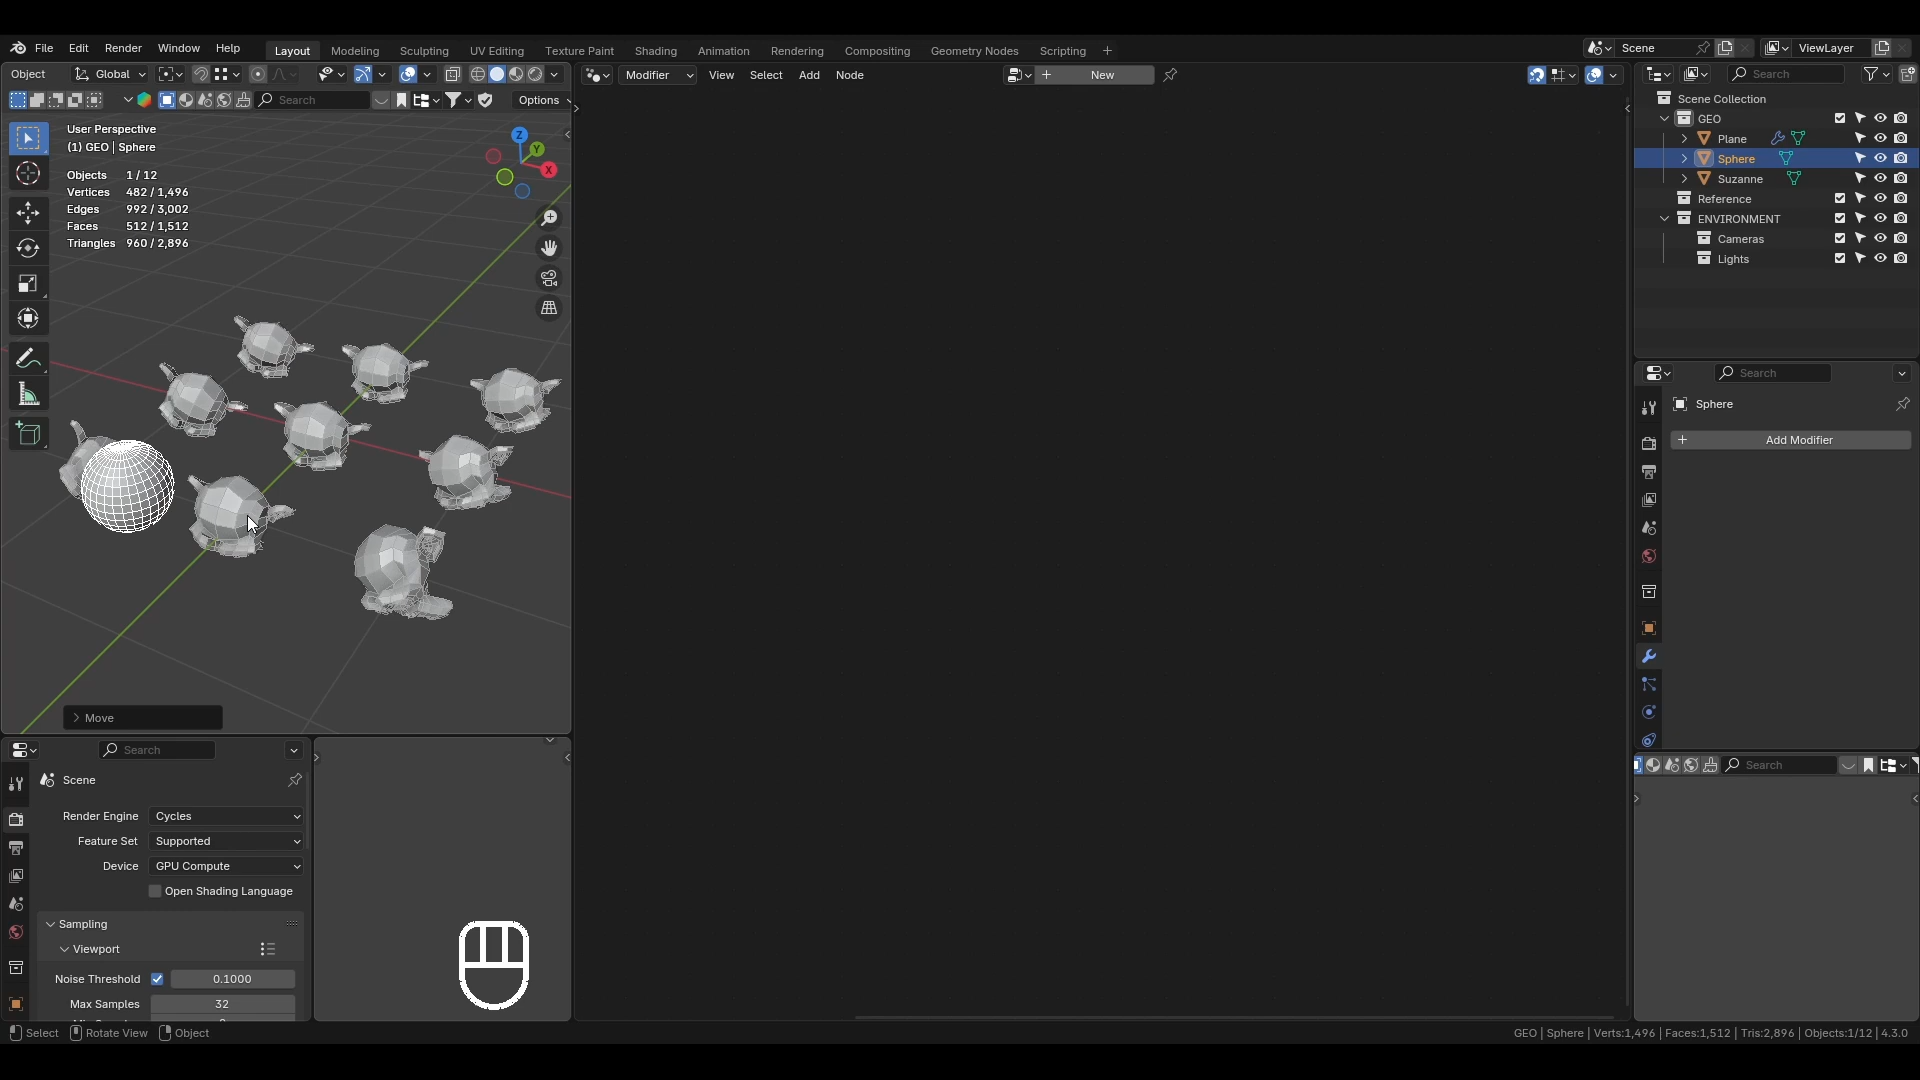 File Edit Render Window Help Layout Modeling Sculpting UV Editing Texture Paint Shading Animation Rendering Compositing Geometry Nodes Scripting + Scene ViewLayer
Object Global Modifier View Select Add Node New Search
Search Options
User Perspective
(1) GEO | Sphere
Objects 1 / 12
Vertices 482 / 1,496
Edges 992 / 3,002
Faces 512 / 1,512
Triangles 960 / 2,896
Z
Y
X
Move
Scene Collection
GEO
Plane
Sphere
Suzanne
Reference
ENVIRONMENT
Cameras
Lights
Search
Sphere
Add Modifier
Search
Search
Scene
Render Engine Cycles
Feature Set Supported
Device GPU Compute
Open Shading Language
Sampling
Viewport
Noise Threshold 0.1000
Max Samples 32
Select Rotate View Object GEO | Sphere | Verts:1,496 | Faces:1,512 | Tris:2,896 | Objects:1/12 | 4.3.0